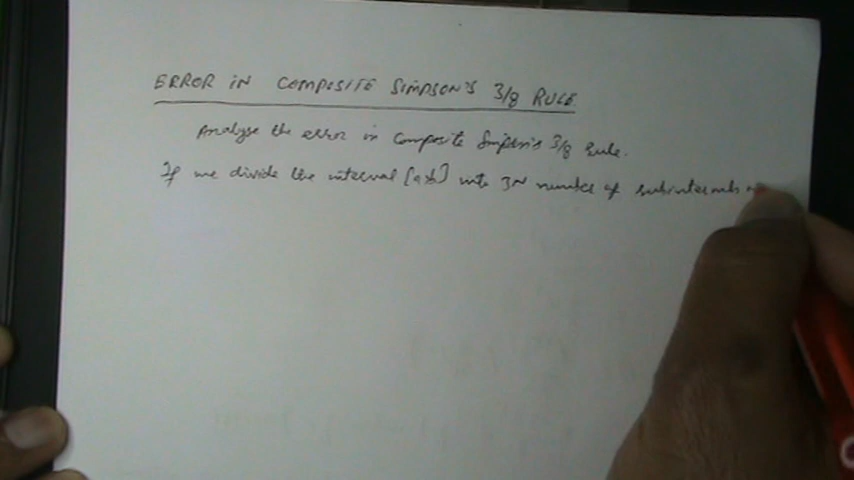 ERROR IN COMPOSITE SIMPSON'S 3/8 RULE
Analyse the error in Composite Simpson's 3/8 rule.
If we divide the interval [a,b] into 3N number of subintervals